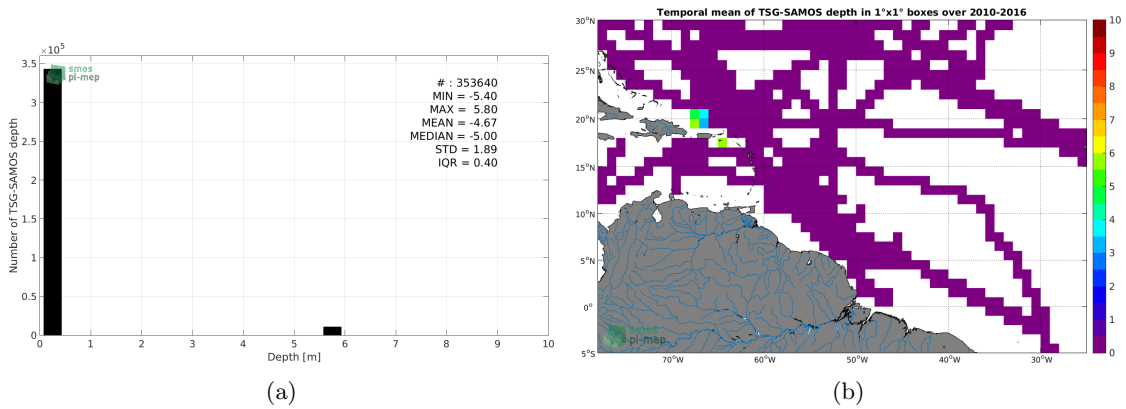 ×10⁵
3.5
3
2.5
2
1.5
1
0.5
0
Number of TSG-SAMOS depth
smos
pi-mep
# : 353640
MIN = -5.40
MAX = 5.80
MEAN = -4.67
MEDIAN = -5.00
STD = 1.89
IQR = 0.40
0 1 2 3 4 5 6 7 8 9 10
Depth [m]
(a)
Temporal mean of TSG-SAMOS depth in 1°x1° boxes over 2010-2016
30°N
25°N
20°N
15°N
10°N
5°N
0°
5°S
70°W 60°W 50°W 40°W 30°W
smos
pi-mep
10
9
8
7
6
5
4
3
2
1
0
(b)